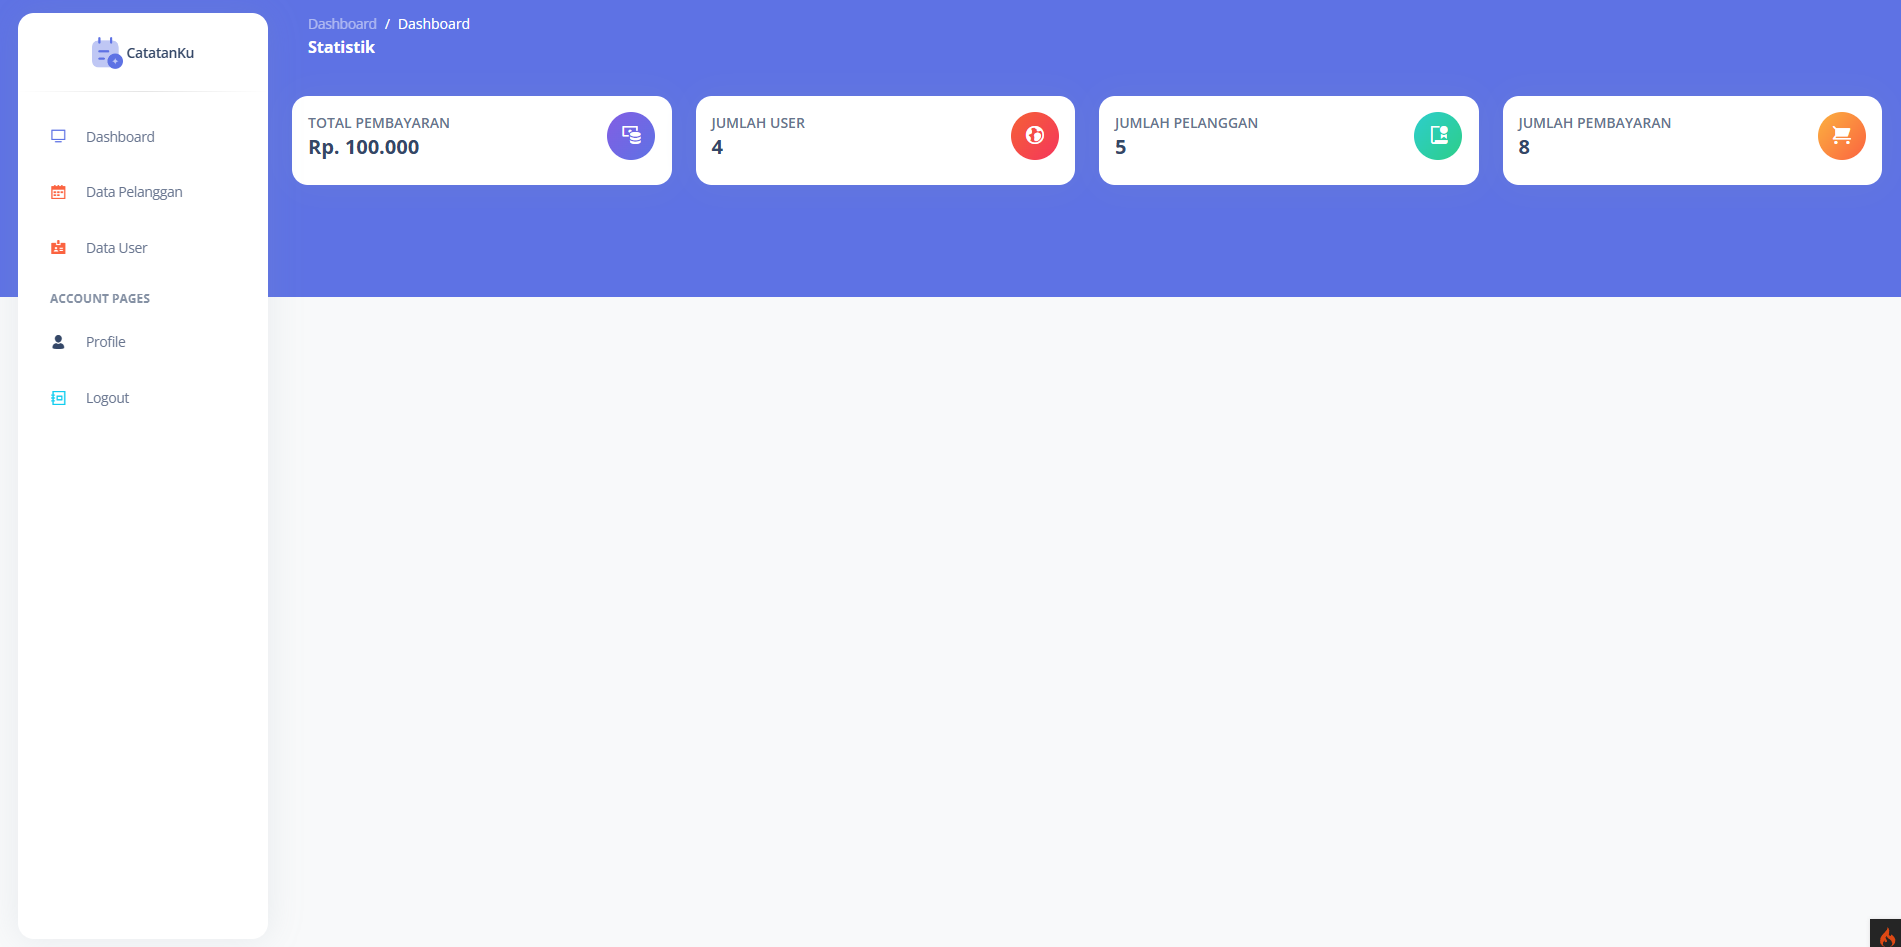 CatatanKu
Dashboard
Data Pelanggan
Data User
ACCOUNT PAGES
Profile
Logout
Dashboard / Dashboard
Statistik
TOTAL PEMBAYARAN
Rp. 100.000
JUMLAH USER
4
JUMLAH PELANGGAN
5
JUMLAH PEMBAYARAN
8